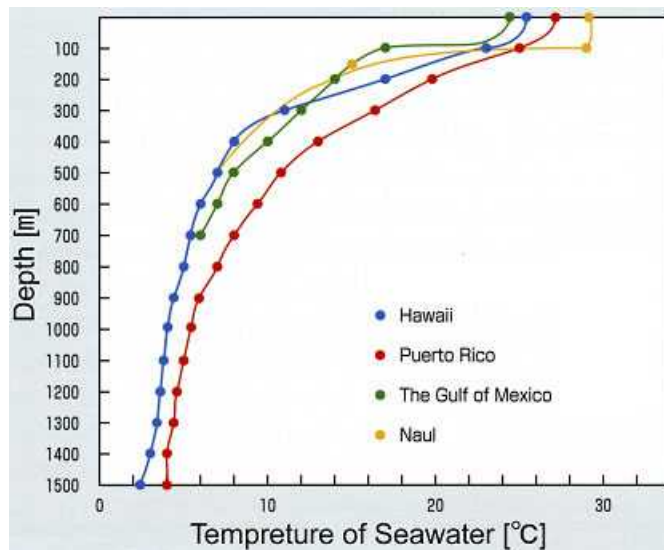 100
200
300
400
500
600
700
800
900
1000
1100
1200
1300
1400
1500
Depth [m]
Hawaii
Puerto Rico
The Gulf of Mexico
Naul
0 10 20 30
Tempreture of Seawater [℃]